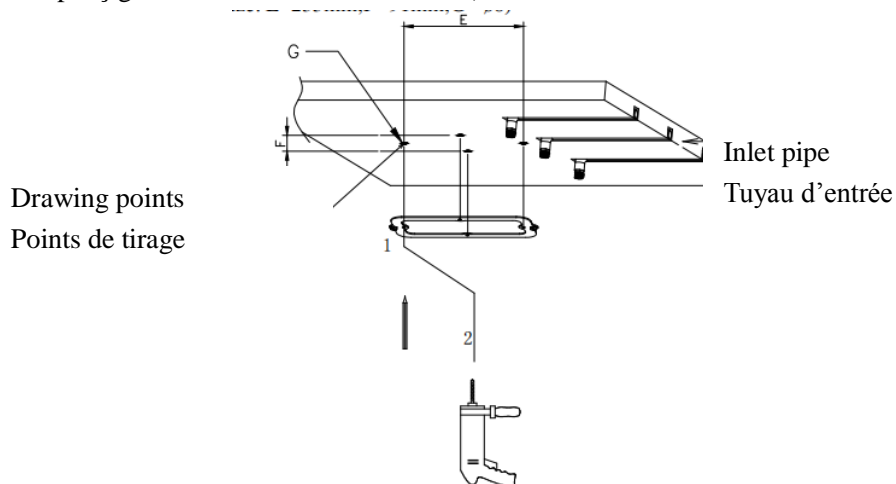 E
G
F
Inlet pipe
Tuyau d’entrée
Drawing points
Points de tirage
1
2